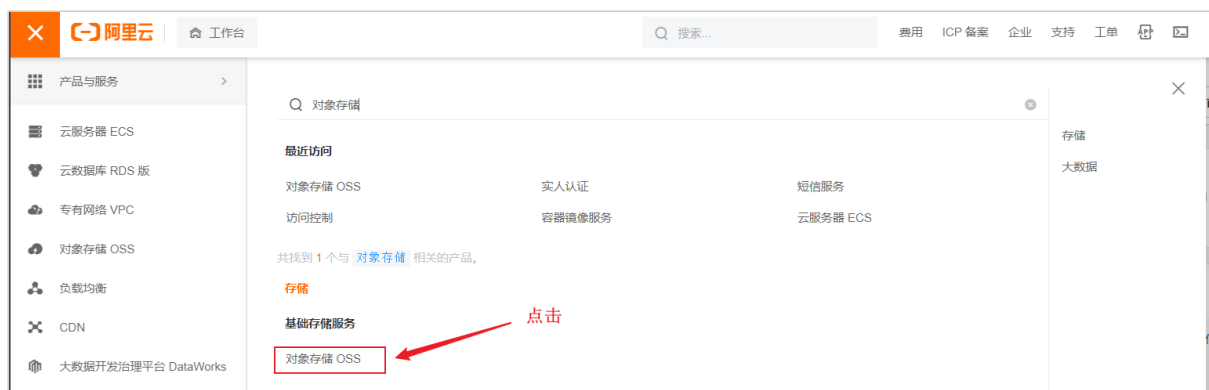 阿里云 工作台 搜索... 费用 ICP 备案 企业 支持 工单
产品与服务
云服务器 ECS
云数据库 RDS 版
专有网络 VPC
对象存储 OSS
负载均衡
CDN
大数据开发治理平台 DataWorks
对象存储
最近访问
对象存储 OSS 实人认证 短信服务
访问控制 容器镜像服务 云服务器 ECS
共找到 1 个与 对象存储 相关的产品。
存储
基础存储服务
对象存储 OSS
点击
存储
大数据